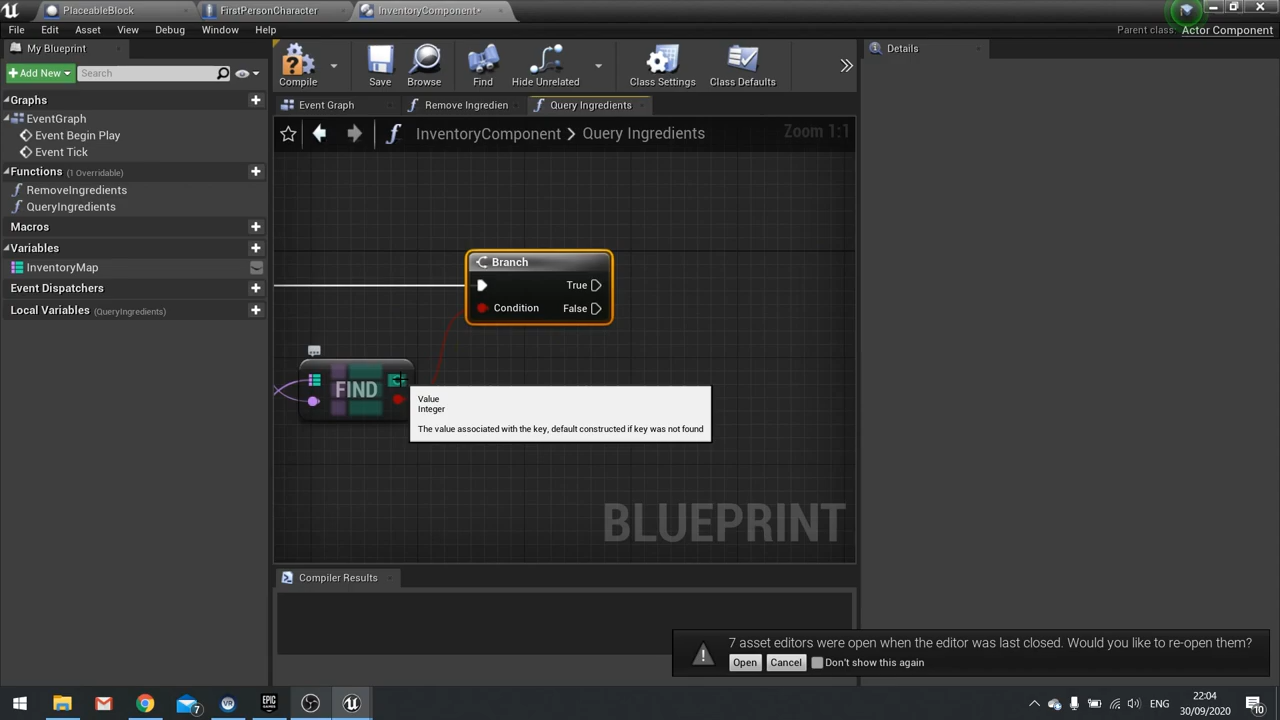 PlaceableBlock
FirstPersonCharacter
InventoryComponent*
File Edit Asset View Debug Window Help
Parent class: Actor Component
My Blueprint
Details
Add New
Search
Compile
Save
Browse
Find
Hide Unrelated
Class Settings
Class Defaults
Graphs
EventGraph
Event Begin Play
Event Tick
Functions (1 Overridable)
RemoveIngredients
QueryIngredients
Macros
Variables
InventoryMap
Event Dispatchers
Local Variables (QueryIngredients)
Event Graph
Remove Ingredien
Query Ingredients
InventoryComponent > Query Ingredients
Zoom 1:1
Branch
True
Condition
False
FIND
Value
Integer
The value associated with the key, default constructed if key was not found
BLUEPRINT
Compiler Results
7 asset editors were open when the editor was last closed. Would you like to re-open them?
Open Cancel Don't show this again
7
EPIC
ENG
22:04
30/09/2020
10